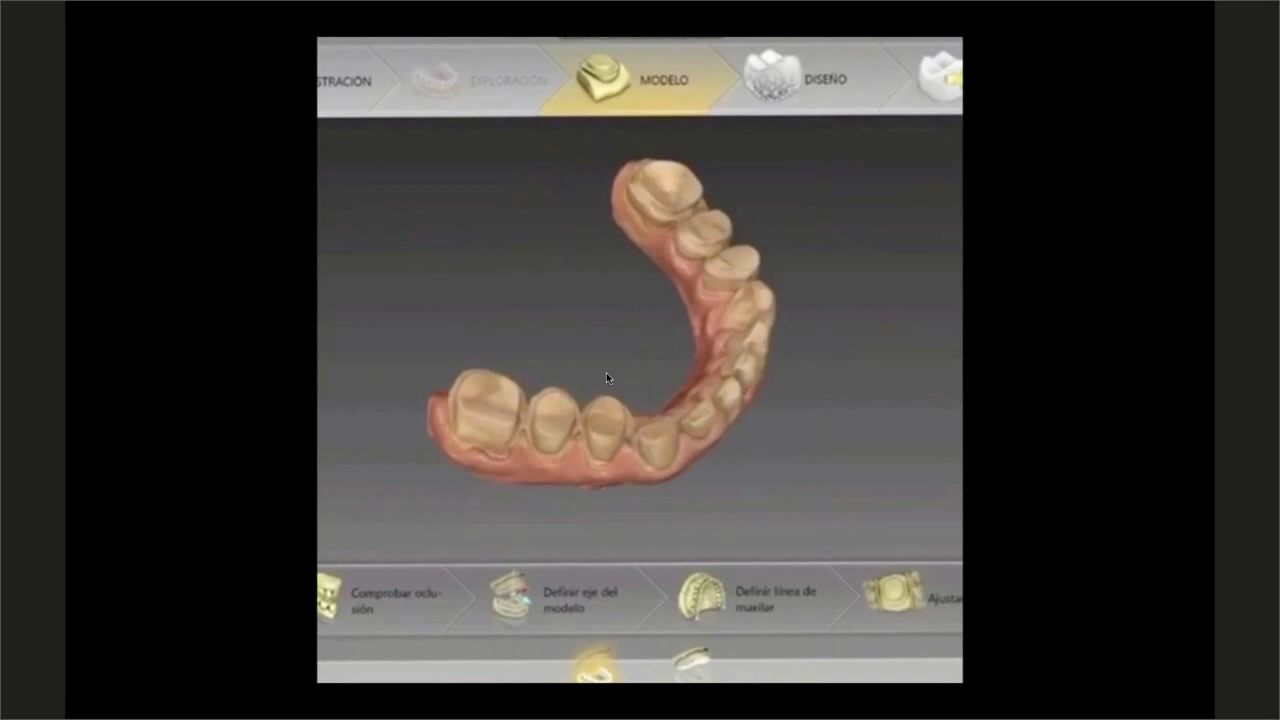 STRACIÓN
EXPLORACIÓN
MODELO
DISEÑO
Comprobar oclu-
sión
Definir eje del
modelo
Definir línea de
maxilar
Ajusta